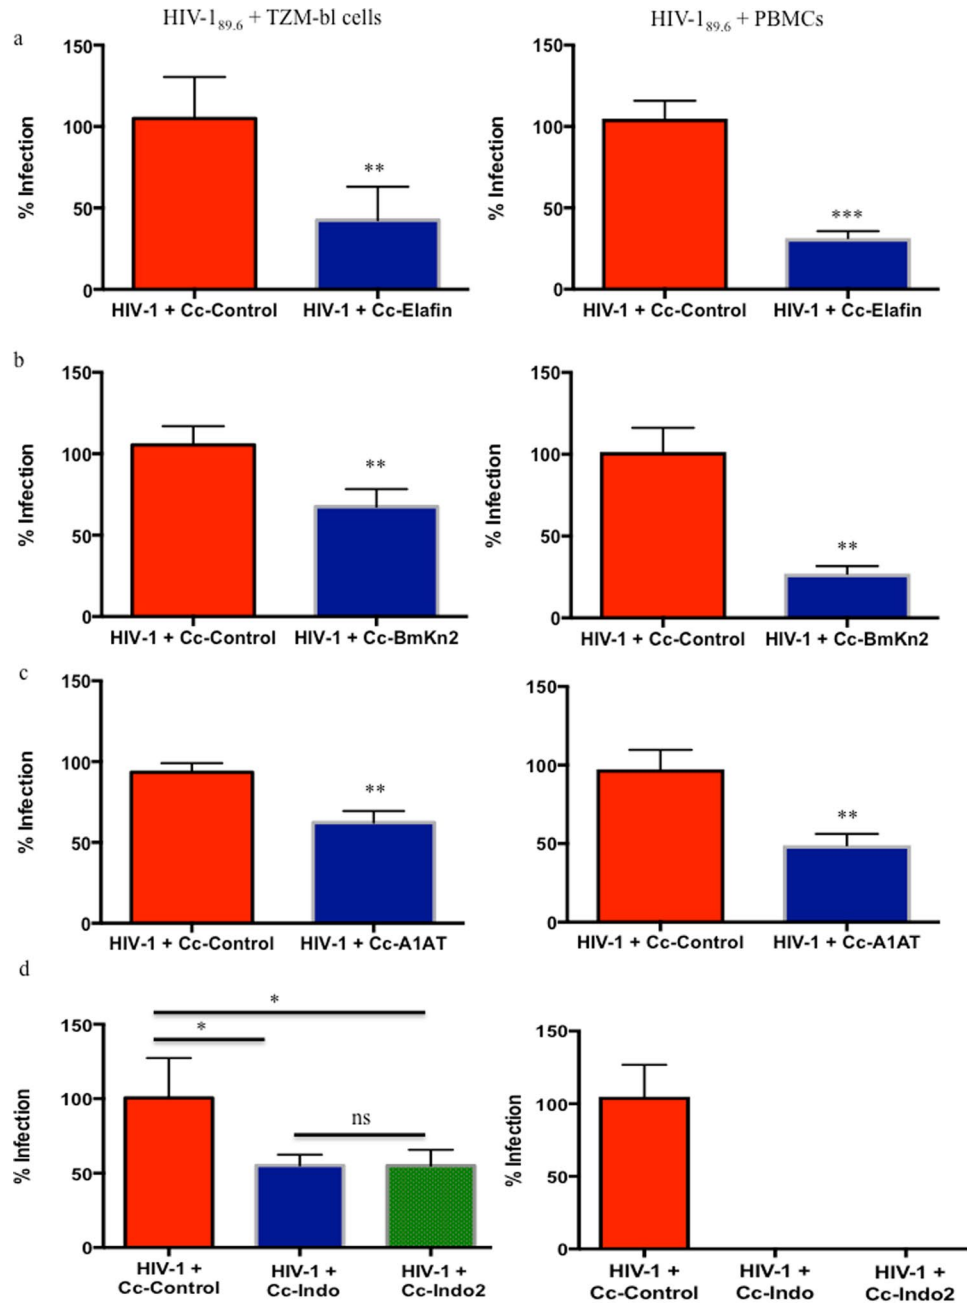 HIV-1₈₉.₆ + TZM-bl cells
HIV-1₈₉.₆ + PBMCs
a
150
100
50
0
% Infection
**
HIV-1 + Cc-Control
HIV-1 + Cc-Elafin
150
100
50
0
% Infection
***
HIV-1 + Cc-Control
HIV-1 + Cc-Elafin
b
150
100
50
0
% Infection
**
HIV-1 + Cc-Control
HIV-1 + Cc-BmKn2
150
100
50
0
% Infection
**
HIV-1 + Cc-Control
HIV-1 + Cc-BmKn2
c
150
100
50
0
% Infection
**
HIV-1 + Cc-Control
HIV-1 + Cc-A1AT
150
100
50
0
% Infection
**
HIV-1 + Cc-Control
HIV-1 + Cc-A1AT
d
150
100
50
0
% Infection
*
*
ns
HIV-1 +
Cc-Control
HIV-1 +
Cc-Indo
HIV-1 +
Cc-Indo2
150
100
50
0
% Infection
HIV-1 +
Cc-Control
HIV-1 +
Cc-Indo
HIV-1 +
Cc-Indo2